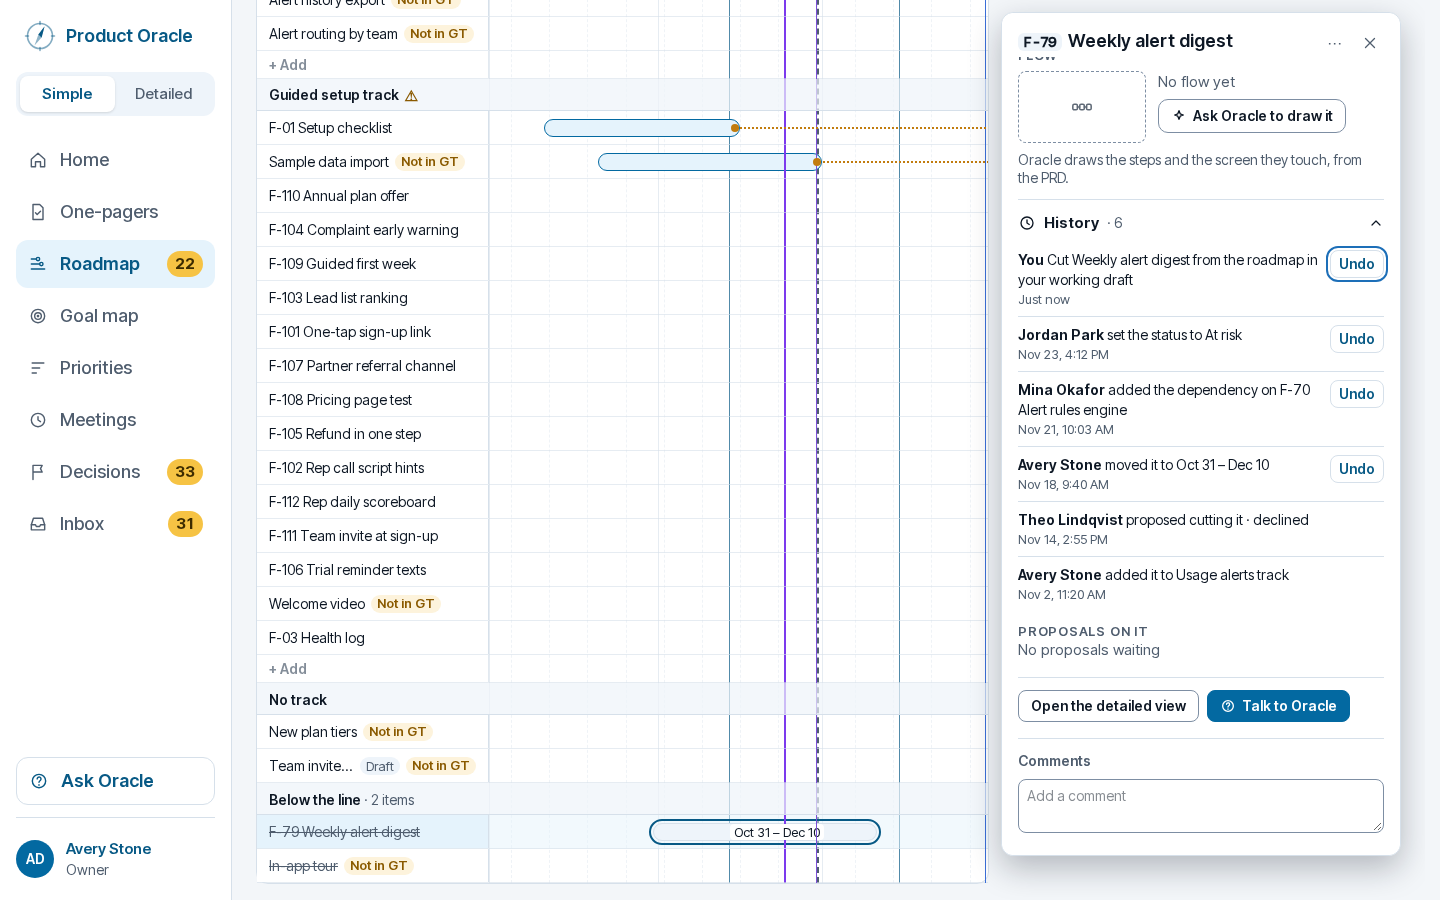 Product Oracle
Simple
Detailed
Home
One-pagers
Roadmap
22
Goal map
Priorities
Meetings
Decisions
33
Inbox
31
Ask Oracle
AD
Avery Stone
Owner
Alert history export Not in GT
Alert routing by team Not in GT
+ Add
Guided setup track
F-01 Setup checklist
Sample data import Not in GT
F-110 Annual plan offer
F-104 Complaint early warning
F-109 Guided first week
F-103 Lead list ranking
F-101 One-tap sign-up link
F-107 Partner referral channel
F-108 Pricing page test
F-105 Refund in one step
F-102 Rep call script hints
F-112 Rep daily scoreboard
F-111 Team invite at sign-up
F-106 Trial reminder texts
Welcome video Not in GT
F-03 Health log
+ Add
No track
New plan tiers Not in GT
Team invite... Draft Not in GT
Below the line · 2 items
F-79 Weekly alert digest
Oct 31 – Dec 10
In-app tour Not in GT
F-79 Weekly alert digest
FLOW
No flow yet
Ask Oracle to draw it
Oracle draws the steps and the screen they touch, from
the PRD.
History · 6
You Cut Weekly alert digest from the roadmap in
your working draft
Just now
Undo
Jordan Park set the status to At risk
Nov 23, 4:12 PM
Undo
Mina Okafor added the dependency on F-70
Alert rules engine
Nov 21, 10:03 AM
Undo
Avery Stone moved it to Oct 31 – Dec 10
Nov 18, 9:40 AM
Undo
Theo Lindqvist proposed cutting it · declined
Nov 14, 2:55 PM
Avery Stone added it to Usage alerts track
Nov 2, 11:20 AM
PROPOSALS ON IT
No proposals waiting
Open the detailed view
Talk to Oracle
Comments
Add a comment